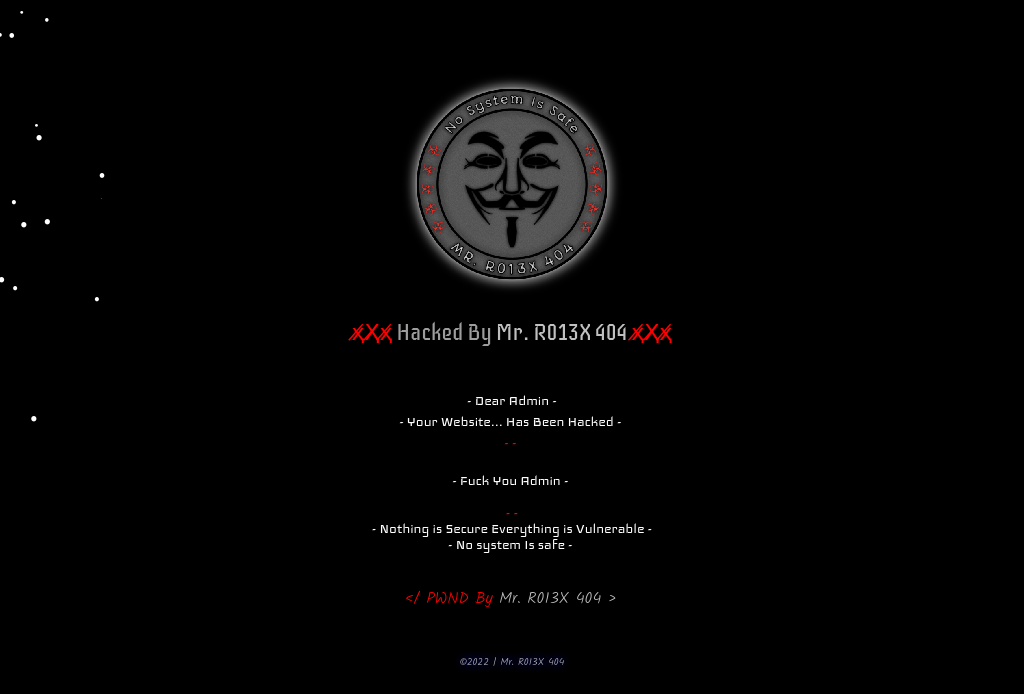 No System Is Safe
MR. R013X 404
xXx Hacked By Mr. R013X 404 xXx
- Dear Admin -
- Your Website... Has Been Hacked -
- -
- Fuck You Admin -
- -
- Nothing is Secure Everything is Vulnerable -
- No system Is safe -
</ PWND By Mr. R013X 404 >
©2022 | Mr. R013X 404